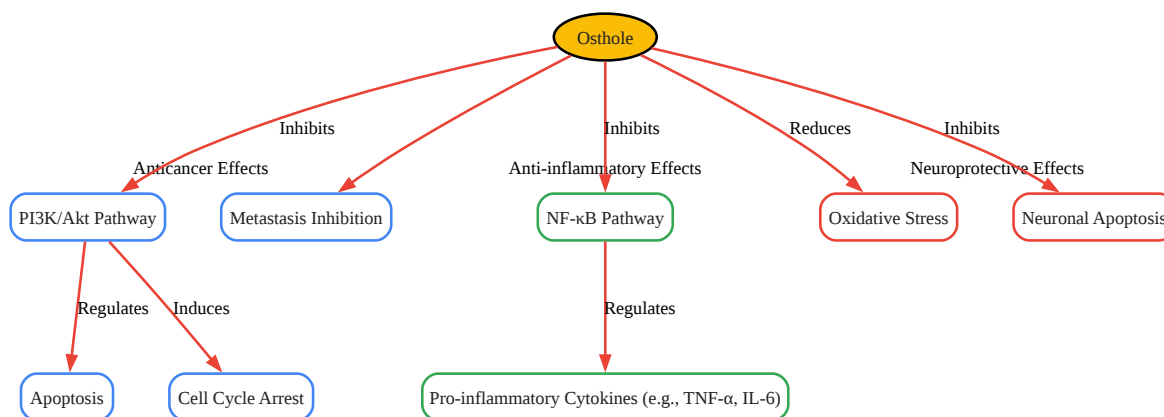 Osthole
Inhibits
Inhibits
Reduces
Inhibits
Anticancer Effects
Anti-inflammatory Effects
Neuroprotective Effects
PI3K/Akt Pathway
Metastasis Inhibition
NF-κB Pathway
Oxidative Stress
Neuronal Apoptosis
Regulates
Induces
Regulates
Apoptosis
Cell Cycle Arrest
Pro-inflammatory Cytokines (e.g., TNF-α, IL-6)